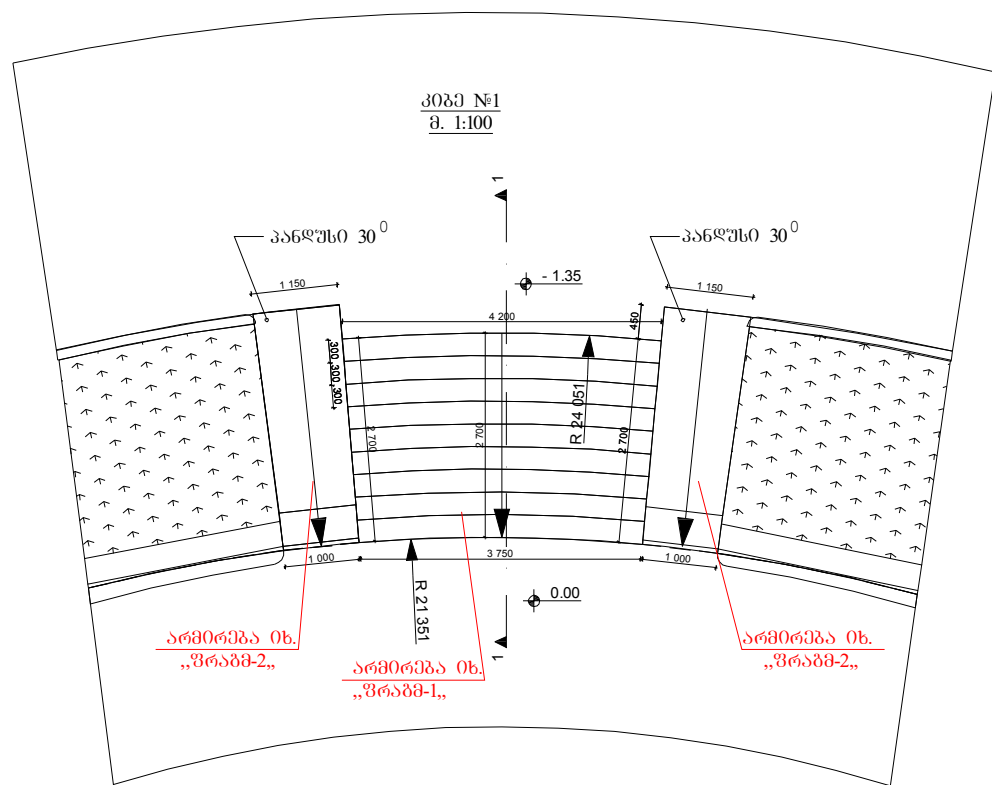 კიბე №1
მ. 1:100
1
პანდუსი 30⁰
პანდუსი 30⁰
- 1.35
1 150
1 150
4 200
450
300
300
300
R 24 051
2 700
2 700
2 700
1 000
3 750
1 000
R 21 351
0.00
1
არმირება იხ.
„ფრაგმ-2„
არმირება იხ.
„ფრაგმ-1„
არმირება იხ.
„ფრაგმ-2„